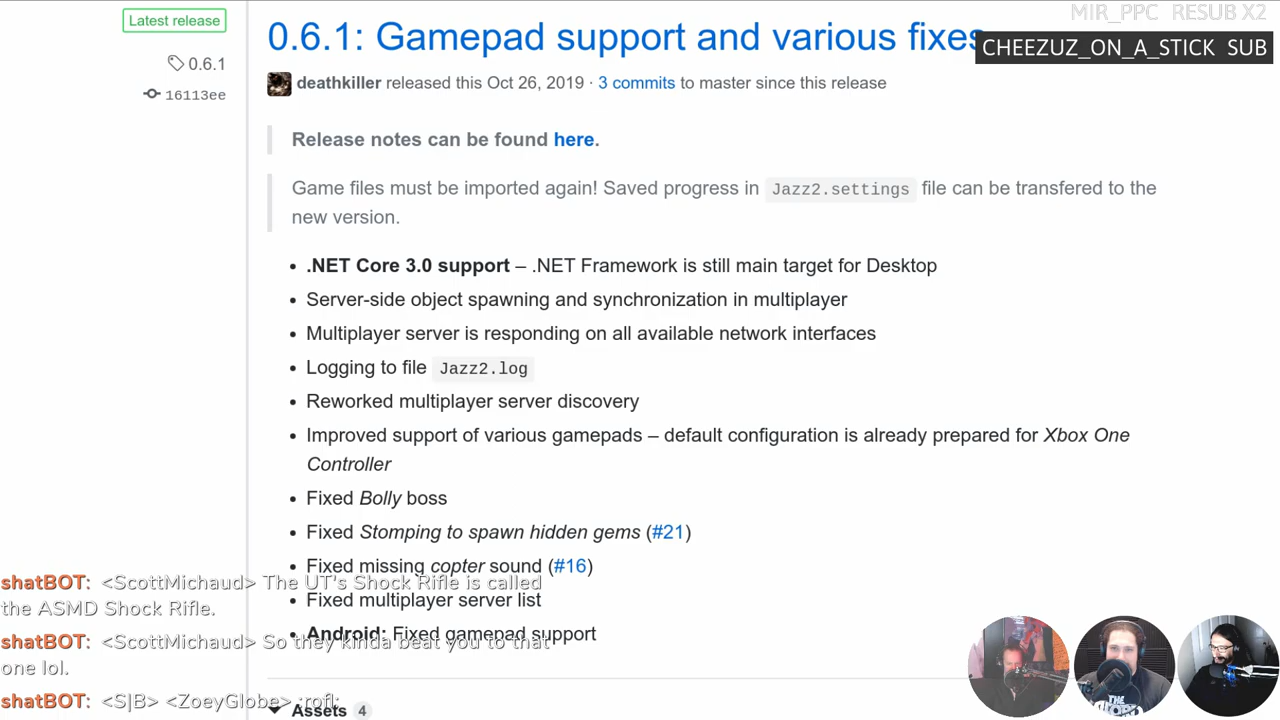 MIR_PPC RESUB X2
Latest release
0.6.1: Gamepad support and various fixes
CHEEZUZ_ON_A_STICK SUB
0.6.1
16113ee
deathkiller released this Oct 26, 2019 · 3 commits to master since this release
Release notes can be found here.
Game files must be imported again! Saved progress in Jazz2.settings file can be transfered to the
new version.
• .NET Core 3.0 support – .NET Framework is still main target for Desktop
• Server-side object spawning and synchronization in multiplayer
• Multiplayer server is responding on all available network interfaces
• Logging to file Jazz2.log
• Reworked multiplayer server discovery
• Improved support of various gamepads – default configuration is already prepared for Xbox One
Controller
• Fixed Bolly boss
• Fixed Stomping to spawn hidden gems (#21)
• Fixed missing copter sound (#16)
shatBOT: <ScottMichaud> The UT's Shock Rifle is called
the ASMD Shock Rifle.
• Fixed multiplayer server list
• Android: Fixed gamepad support
shatBOT: <ScottMichaud> So they kinda beat you to that
one lol.
shatBOT: <S|B> <ZoeyGlobe> :rofl:
Assets 4